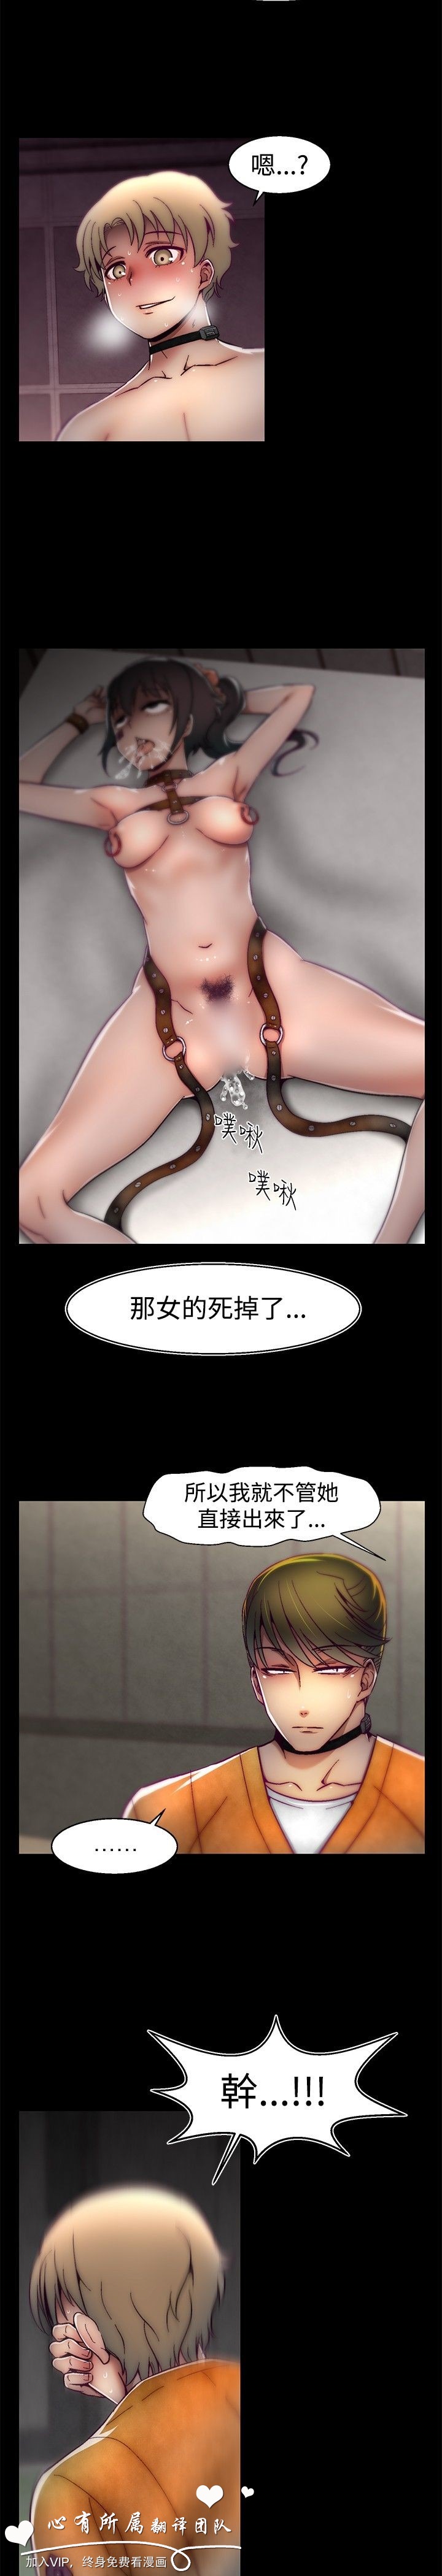 嗯...?
噗啾
噗啾
那女的死掉了...
所以我就不管她
直接出來了...
……
幹...!!!
心有所属翻译团队
加入VIP，终身免费看漫画